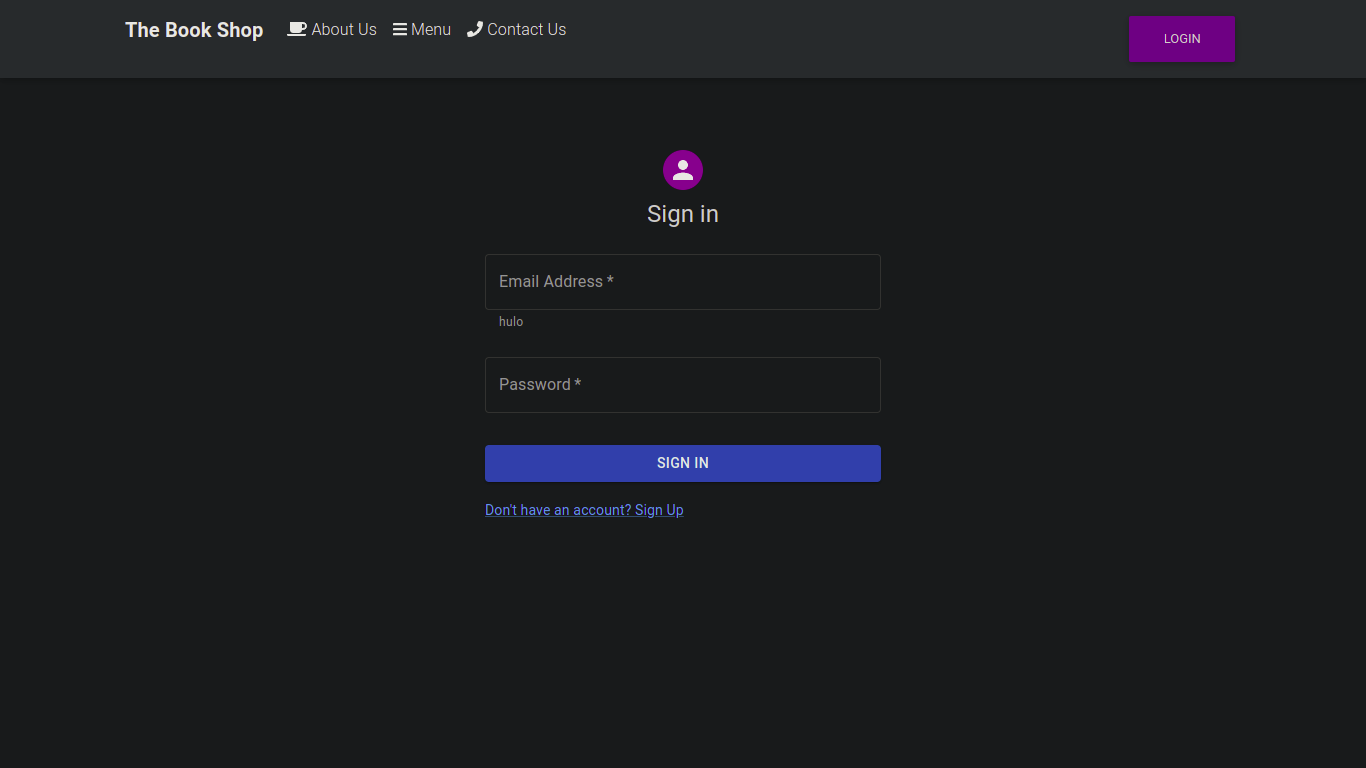 The Book Shop About Us Menu Contact Us LOGIN
Sign in
Email Address *
hulo
Password *
SIGN IN
Don't have an account? Sign Up